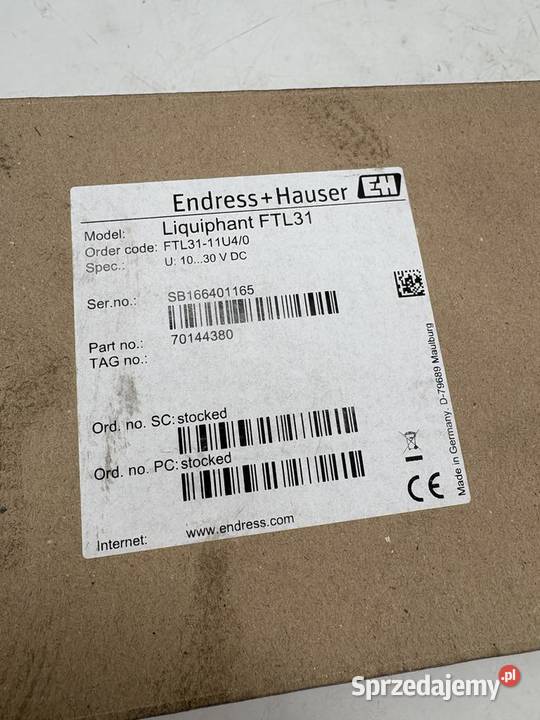 Endress+Hauser EH
Model: Liquiphant FTL31
Order code: FTL31-11U4/0
Spec.: U: 10...30 V DC
Ser.no.: SB166401165
Part no.: 70144380
TAG no.:
Ord. no. SC: stocked
Ord. no. PC: stocked
Internet: www.endress.com
Made in Germany D-79689 Maulburg
CE
Sprzedajemy.pl